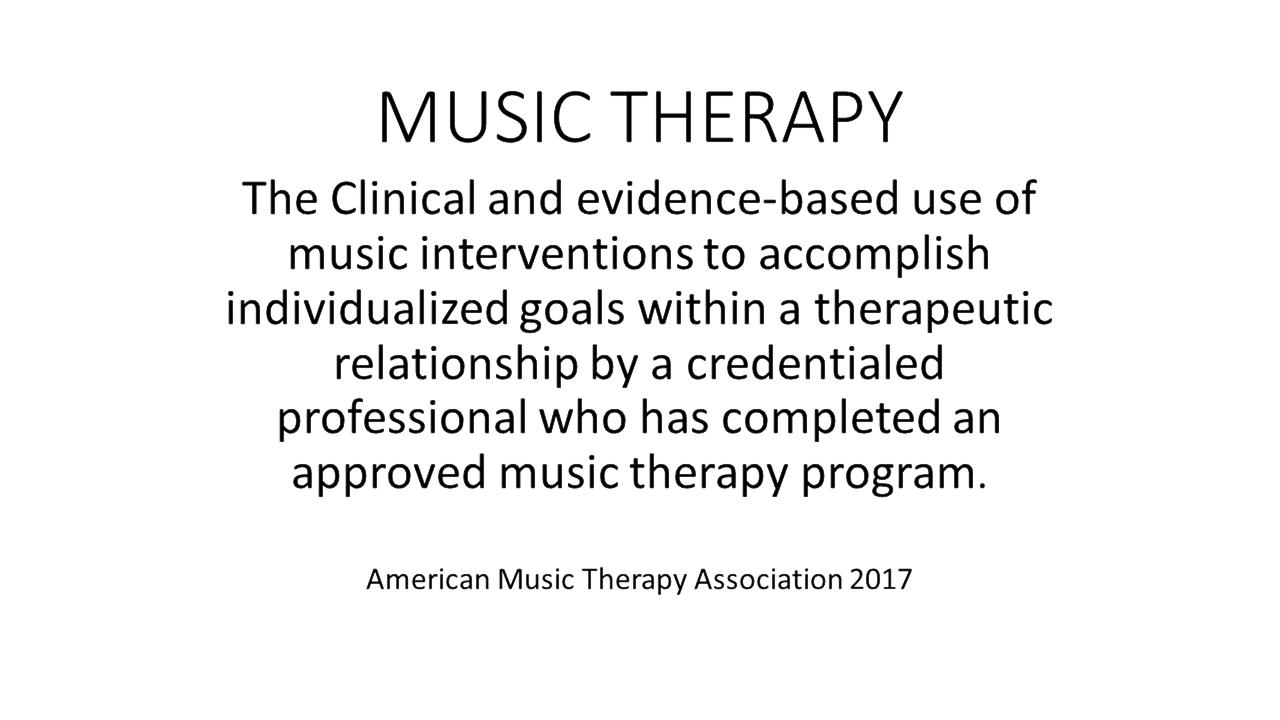 MUSIC THERAPY
The Clinical and evidence-based use of
music interventions to accomplish
individualized goals within a therapeutic
relationship by a credentialed
professional who has completed an
approved music therapy program.
American Music Therapy Association 2017